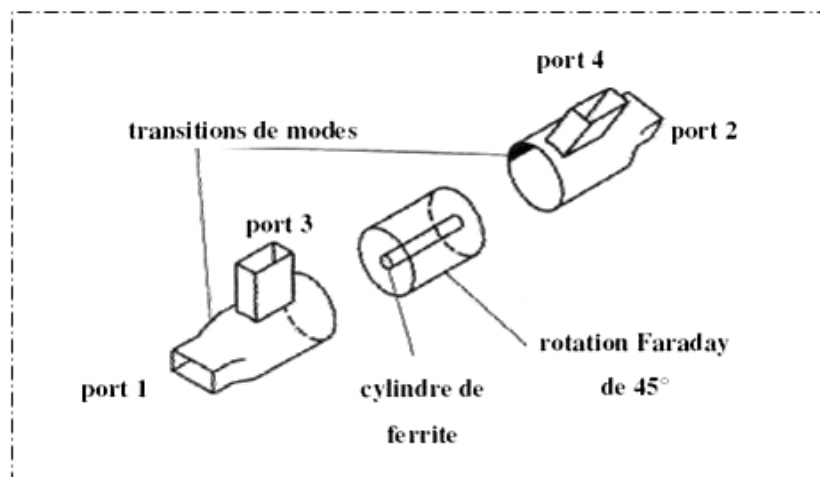 port 4
transitions de modes
port 2
port 3
port 1
rotation Faraday
de 45°
cylindre de
ferrite